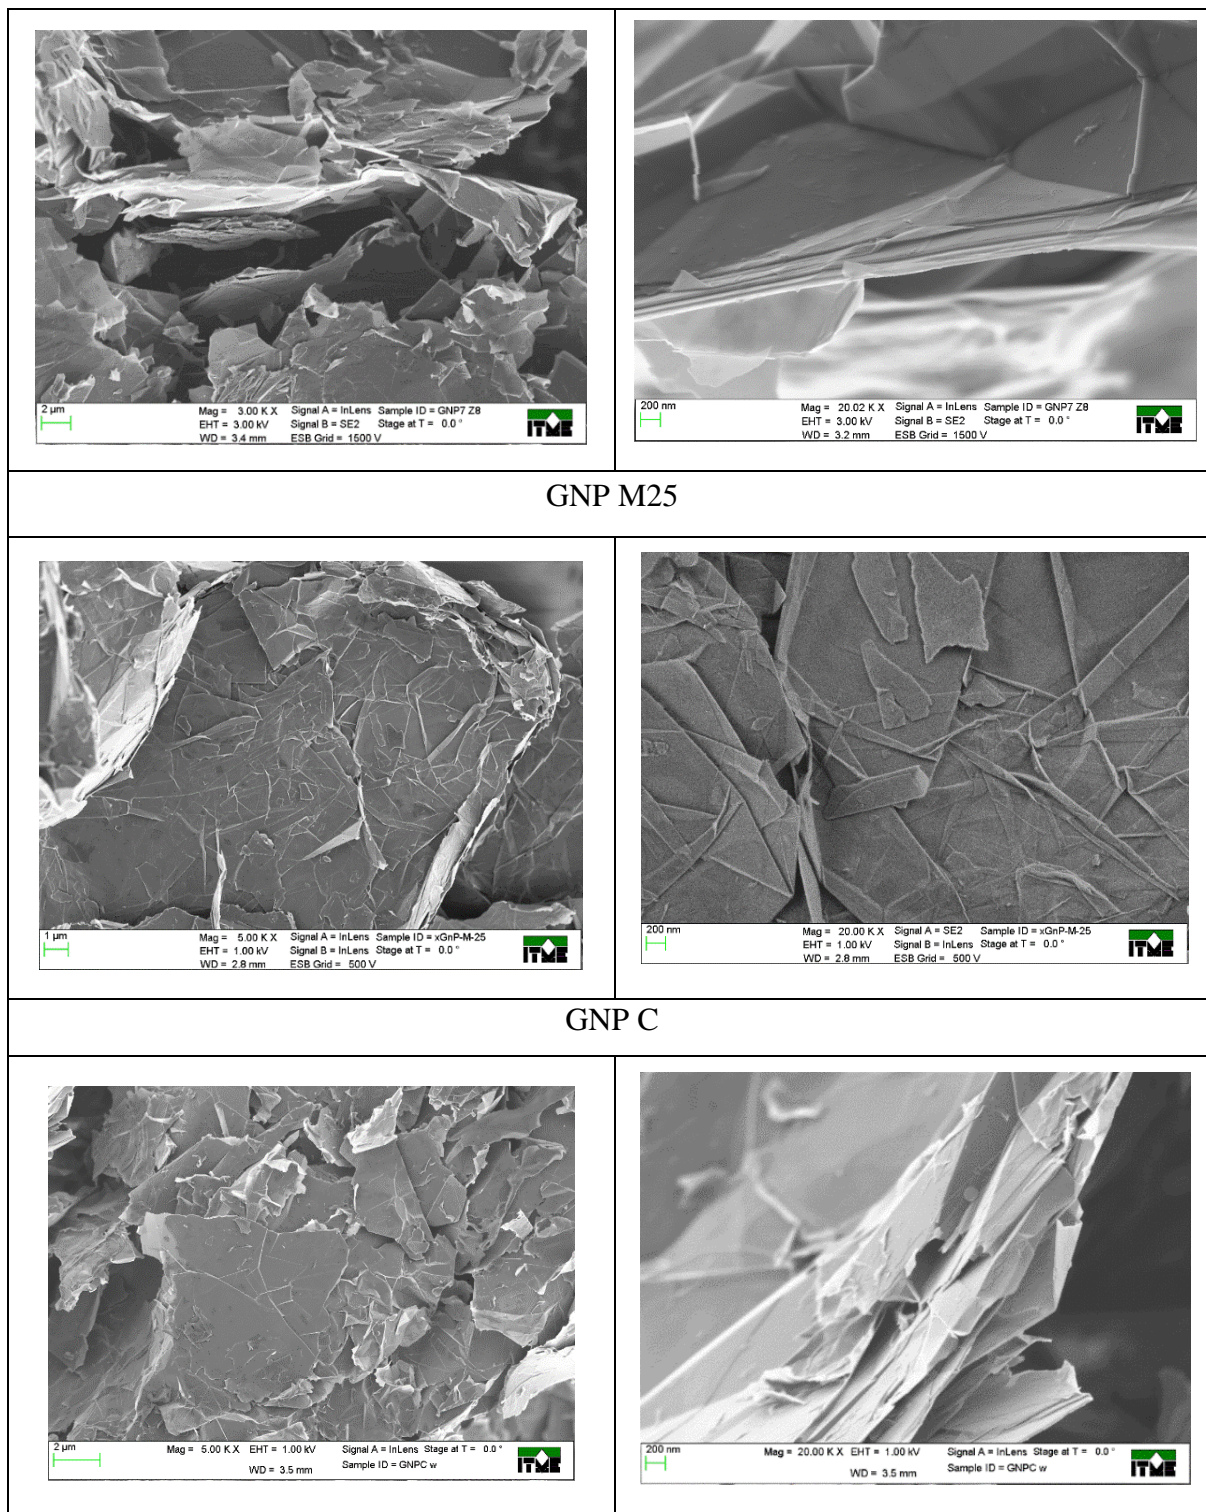 2 µm
Mag = 3.00 K X Signal A = InLens Sample ID = GNP7 Z8
EHT = 3.00 kV Signal B = SE2 Stage at T = 0.0 °
WD = 3.4 mm ESB Grid = 1500 V
ITME
200 nm
Mag = 20.02 K X Signal A = InLens Sample ID = GNP7 Z8
EHT = 3.00 kV Signal B = SE2 Stage at T = 0.0 °
WD = 3.2 mm ESB Grid = 1500 V
ITME
GNP M25
1 µm
Mag = 5.00 K X Signal A = InLens Sample ID = xGnP-M-25
EHT = 1.00 kV Signal B = InLens Stage at T = 0.0 °
WD = 2.8 mm ESB Grid = 500 V
ITME
200 nm
Mag = 20.00 K X Signal A = SE2 Sample ID = xGnP-M-25
EHT = 1.00 kV Signal B = InLens Stage at T = 0.0 °
WD = 2.8 mm ESB Grid = 500 V
ITME
GNP C
2 µm
Mag = 5.00 K X EHT = 1.00 kV Signal A = InLens Stage at T = 0.0 °
WD = 3.5 mm Sample ID = GNPC w
ITME
200 nm
Mag = 20.00 K X EHT = 1.00 kV Signal A = InLens Stage at T = 0.0 °
WD = 3.5 mm Sample ID = GNPC w
ITME